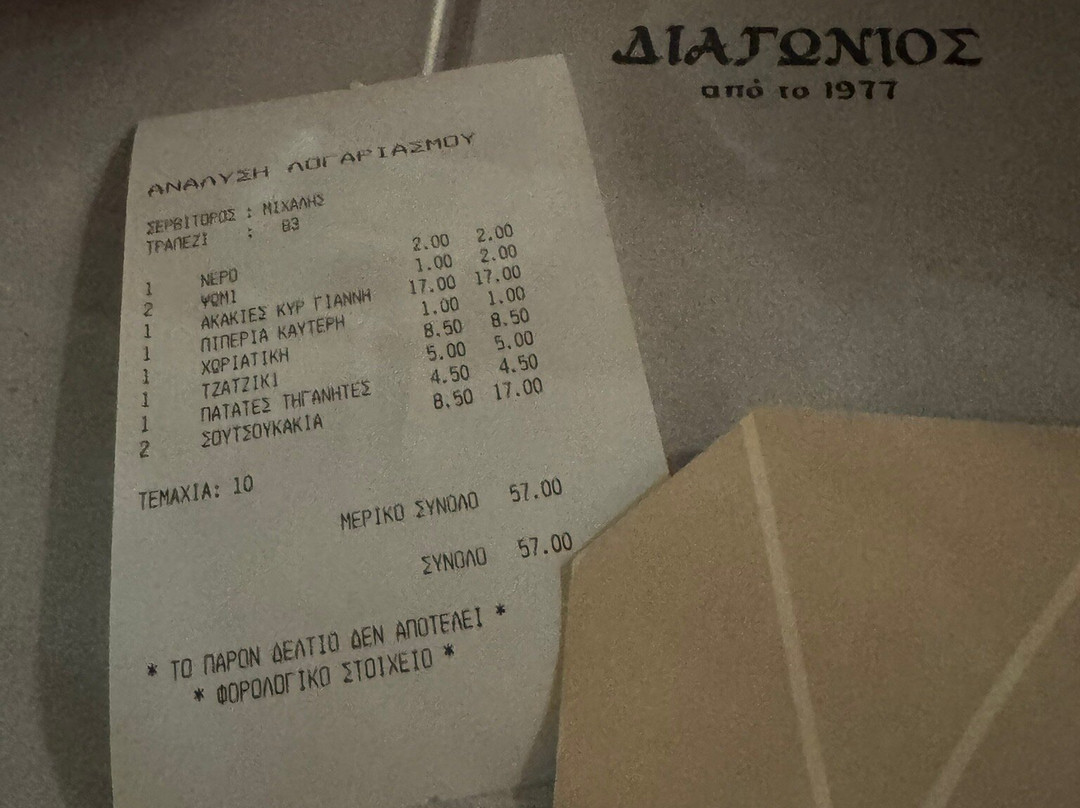 ΔΙΑΓΩΝΙΟΣ
από το 1977
ΑΝΑΛΥΣΗ ΛΟΓΑΡΙΑΣΜΟΥ
ΣΕΡΒΙΤΟΡΟΣ : ΜΙΧΑΛΗΣ
ΤΡΑΠΕΖΙ : 03
1 ΝΕΡΟ 2.00 2.00
2 ΨΩΜΙ 1.00 2.00
1 ΑΚΑΚΙΕΣ ΚΥΡ ΓΙΑΝΝΗ 17.00 17.00
1 ΠΙΠΕΡΙΑ ΚΑΥΤΕΡΗ 1.00 1.00
1 ΧΩΡΙΑΤΙΚΗ 8.50 8.50
1 ΤΖΑΤΖΙΚΙ 5.00 5.00
1 ΠΑΤΑΤΕΣ ΤΗΓΑΝΗΤΕΣ 4.50 4.50
2 ΣΟΥΤΣΟΥΚΑΚΙΑ 8.50 17.00
ΤΕΜΑΧΙΑ: 10
ΜΕΡΙΚΟ ΣΥΝΟΛΟ 57.00
ΣΥΝΟΛΟ 57.00
* ΤΟ ΠΑΡΟΝ ΔΕΛΤΙΟ ΔΕΝ ΑΠΟΤΕΛΕΙ *
* ΦΟΡΟΛΟΓΙΚΟ ΣΤΟΙΧΕΙΟ *